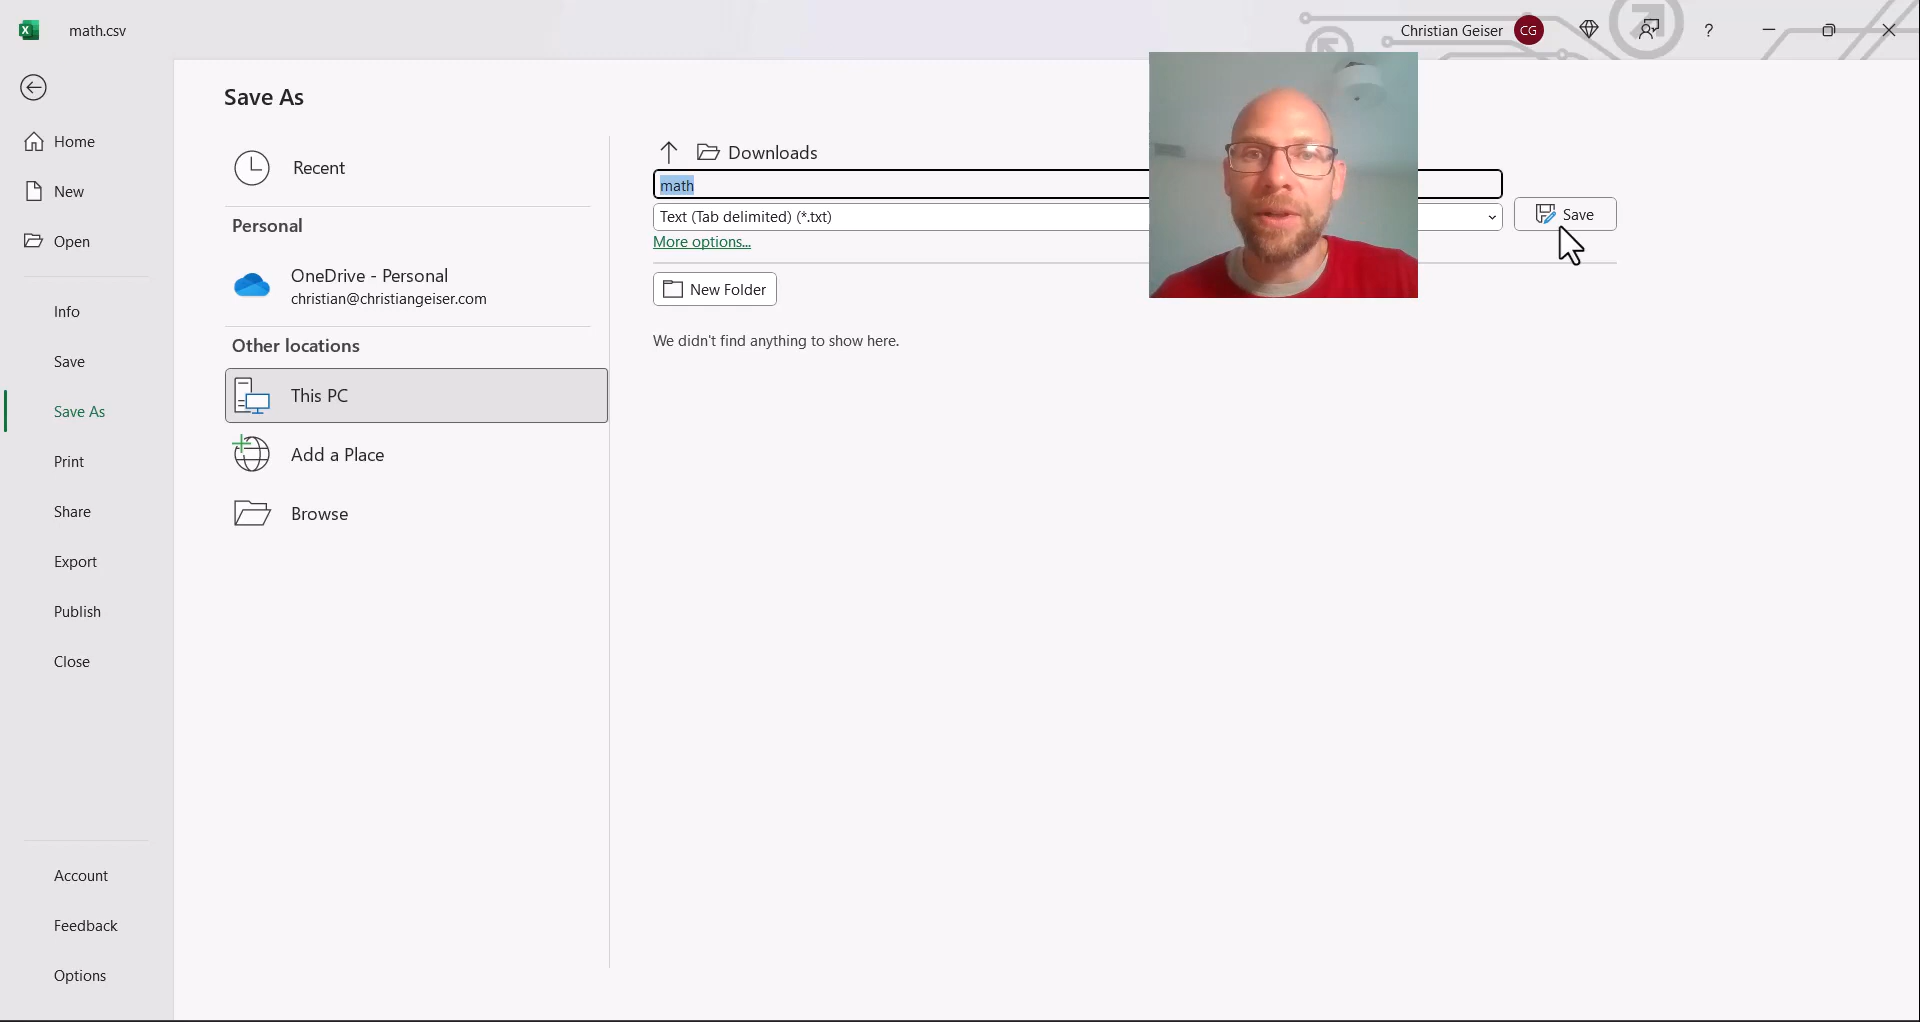 math.csv
Christian Geiser CG
?
Home
New
Open
Info
Save
Save As
Print
Share
Export
Publish
Close
Account
Feedback
Options
Save As
Recent
Personal
OneDrive - Personal
christian@christiangeiser.com
Other locations
This PC
Add a Place
Browse
Downloads
math
Text (Tab delimited) (*.txt)
Save
More options...
New Folder
We didn't find anything to show here.